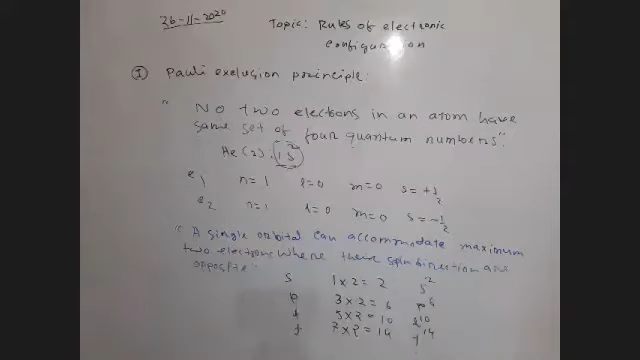 26-11-2020
Topic: Rules of electronic
configuration
① Pauli exclusion principle:
" No two electrons in an atom have
same set of four quantum numbers".
He (2). 1s²
e₁ n=1 l=0 m=0 s=+1/2
e₂ n=1 l=0 m=0 s=-1/2
" A single orbital can accommodate maximum
two electrons where their spin direction are
opposite"
s 1×2=2 s²
p 3×2=6 p⁶
d 5×2=10 d¹⁰
f 7×2=14 f¹⁴